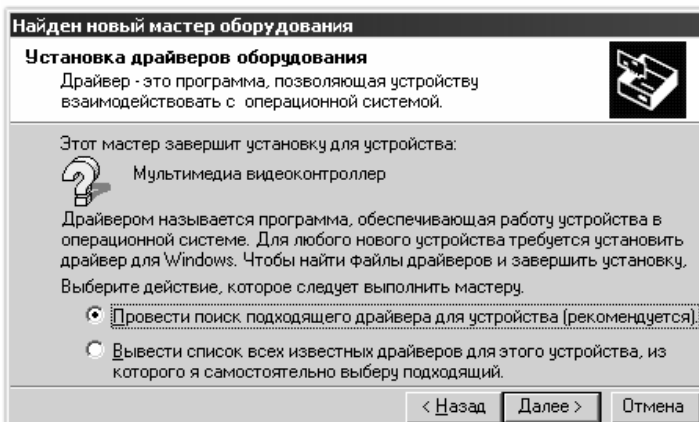 Найден новый мастер оборудования
Установка драйверов оборудования
Драйвер - это программа, позволяющая устройству
взаимодействовать с операционной системой.
Этот мастер завершит установку для устройства:
Мультимедиа видеоконтроллер
Драйвером называется программа, обеспечивающая работу устройства в
операционной системе. Для любого нового устройства требуется установить
драйвер для Windows. Чтобы найти файлы драйверов и завершить установку,
Выберите действие, которое следует выполнить мастеру.
Провести поиск подходящего драйвера для устройства (рекомендуется).
Вывести список всех известных драйверов для этого устройства, из
которого я самостоятельно выберу подходящий.
< Назад Далее > Отмена